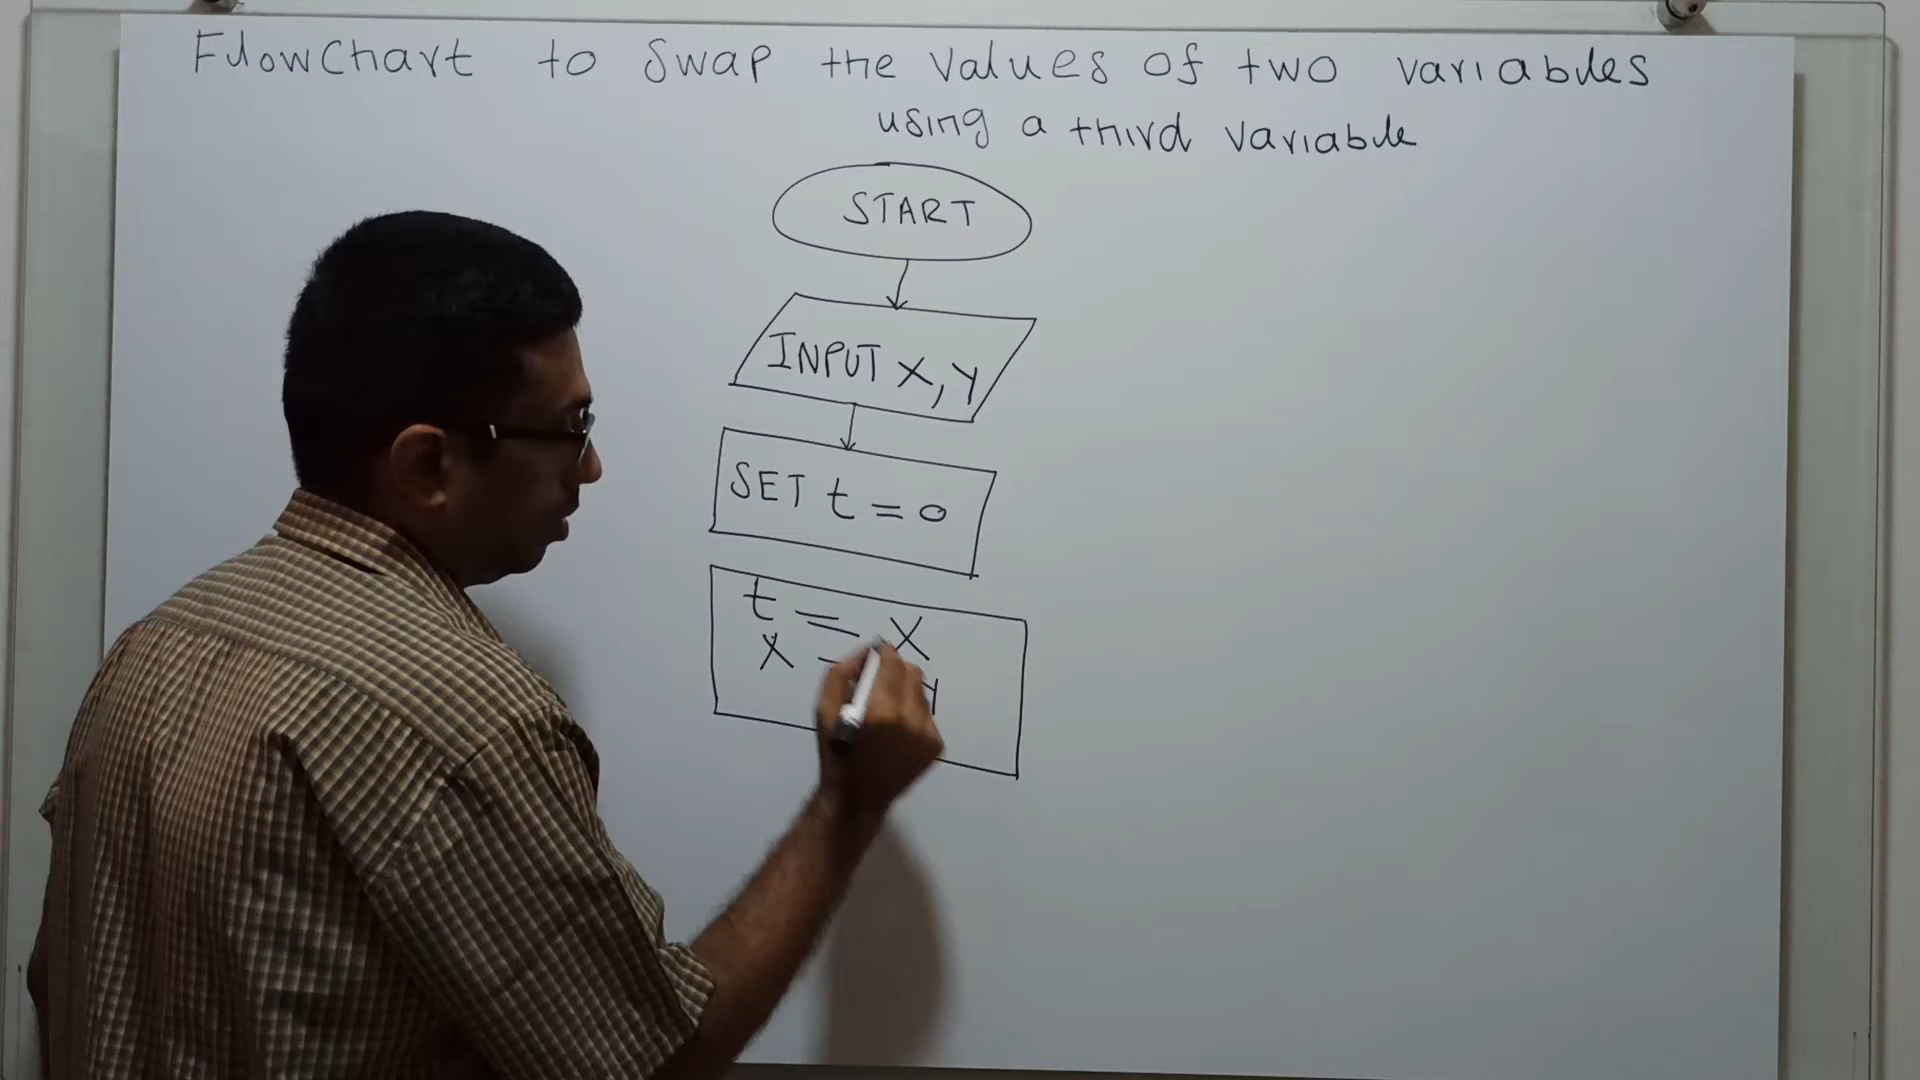 Flowchart to swap the values of two variables
using a third variable
START
INPUT X, Y
SET t = 0
t = X
X = Y